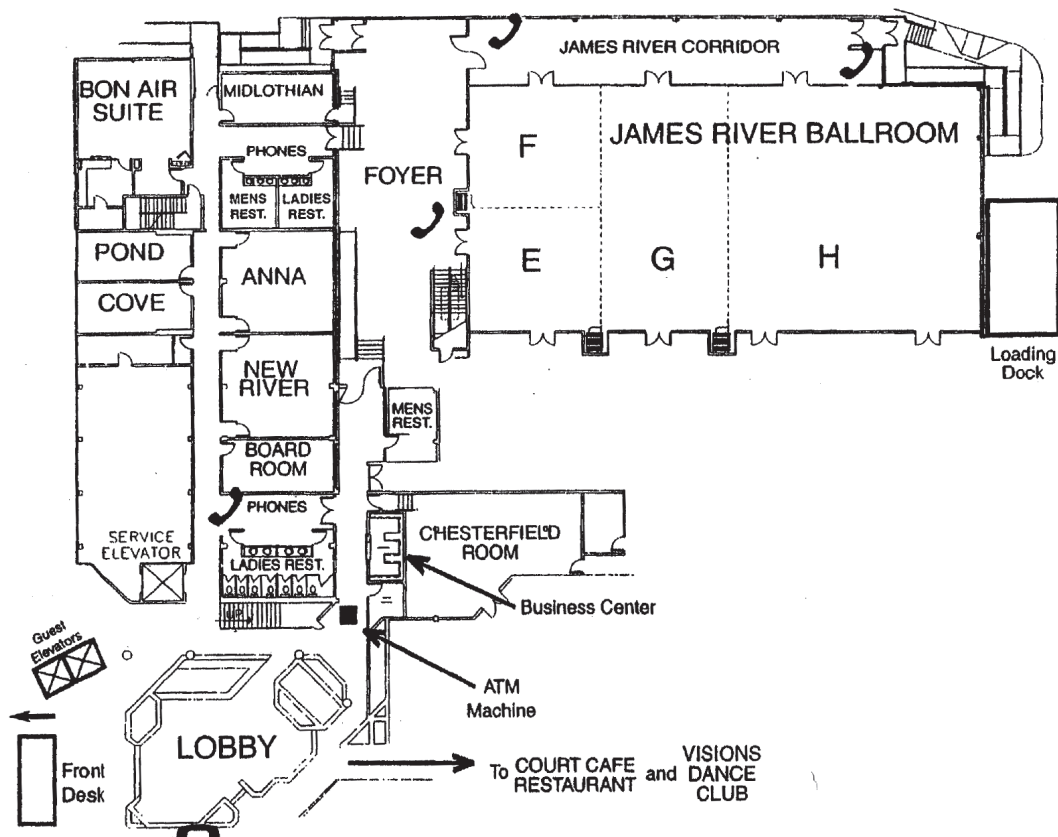 JAMES RIVER CORRIDOR
BON AIR
SUITE
MIDLOTHIAN
JAMES RIVER BALLROOM
F
PHONES
FOYER
MENS
REST.
LADIES
REST.
POND
ANNA
E
G
H
COVE
Loading
Dock
NEW
RIVER
MENS
REST.
BOARD
ROOM
PHONES
CHESTERFIELD
ROOM
SERVICE
ELEVATOR
LADIES REST.
Business Center
UP
Guest
Elevators
ATM
Machine
LOBBY
Front
Desk
To COURT CAFE
RESTAURANT
and
VISIONS
DANCE
CLUB